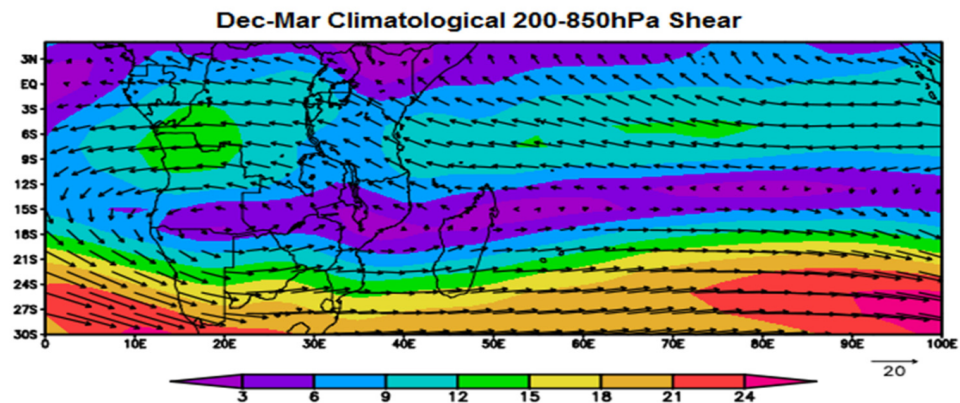 Dec-Mar Climatological 200-850hPa Shear
3N
EQ
3S
6S
9S
12S
15S
18S
21S
24S
27S
30S
0 10E 20E 30E 40E 50E 60E 70E 80E 90E 100E
20
3 6 9 12 15 18 21 24